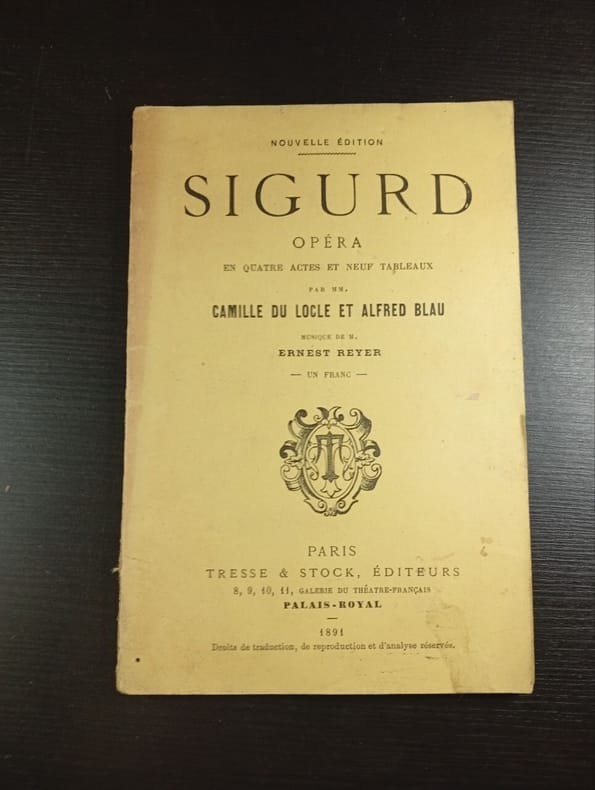 NOUVELLE ÉDITION
SIGURD
OPÉRA
EN QUATRE ACTES ET NEUF TABLEAUX
PAR MM.
CAMILLE DU LOCLE ET ALFRED BLAU
MUSIQUE DE M.
ERNEST REYER
— UN FRANC —
PARIS
TRESSE & STOCK, ÉDITEURS
8, 9, 10, 11, GALERIE DU THÉATRE-FRANÇAIS
PALAIS-ROYAL
1891
Droits de traduction, de reproduction et d'analyse réservés.